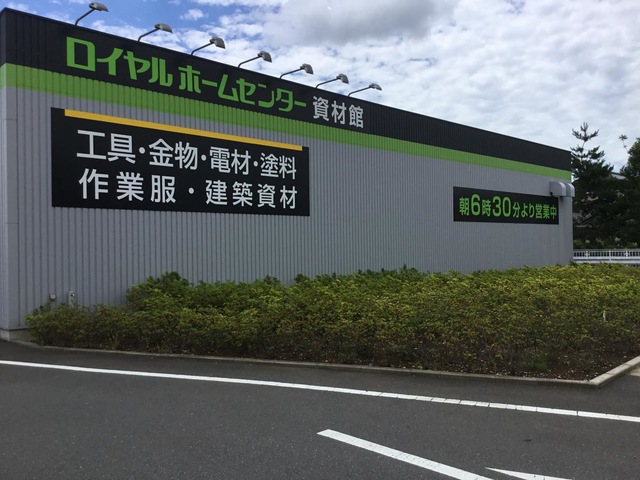 ロイヤルホームセンター 資材館
工具・金物・電材・塗料
作業服・建築資材
朝6時30分より営業中